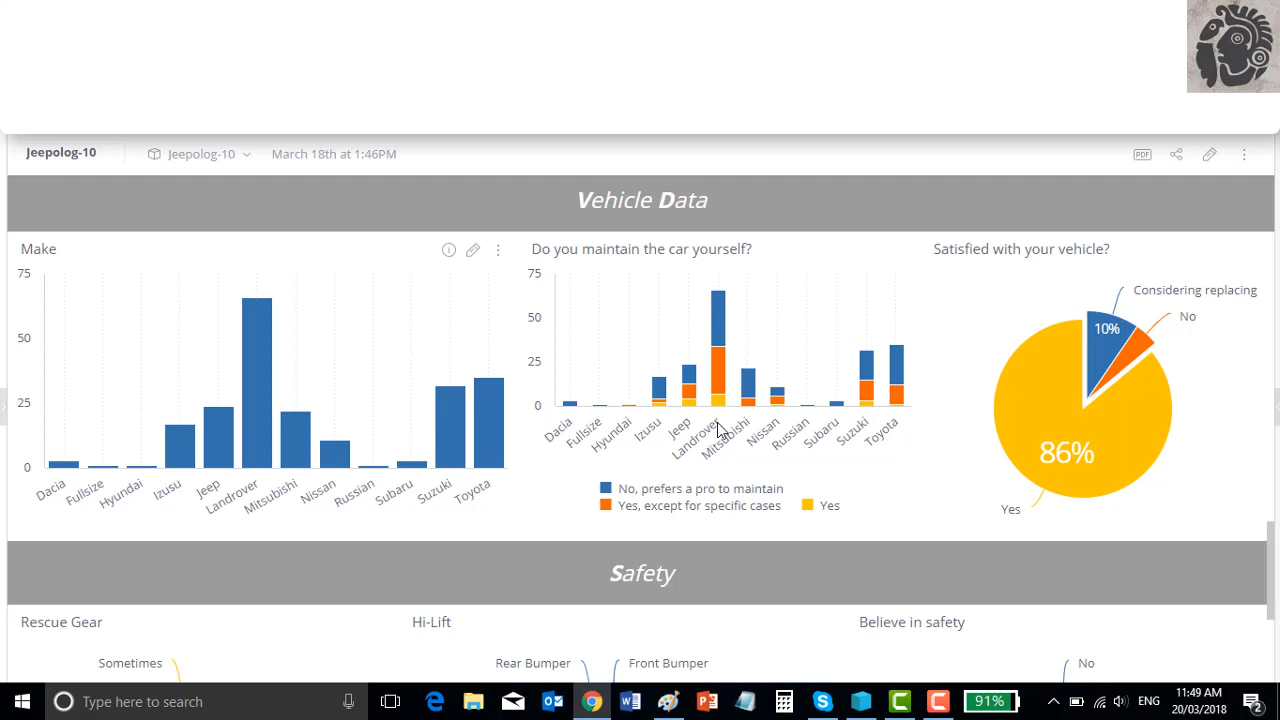 Jeepolog-10
Jeepolog-10
March 18th at 1:46PM
PDF
Vehicle Data
Make
75
50
25
0
Dacia
Fullsize
Hyundai
Izusu
Jeep
Landrover
Mitsubishi
Nissan
Russian
Subaru
Suzuki
Toyota
Do you maintain the car yourself?
75
50
25
0
Dacia
Fullsize
Hyundai
Izusu
Jeep
Landrover
Mitsubishi
Nissan
Russian
Subaru
Suzuki
Toyota
No, prefers a pro to maintain
Yes, except for specific cases
Yes
Satisfied with your vehicle?
Considering replacing
No
10%
86%
Yes
Safety
Rescue Gear
Sometimes
Hi-Lift
Rear Bumper
Front Bumper
Believe in safety
No
Type here to search
91%
ENG
11:49 AM
20/03/2018
2